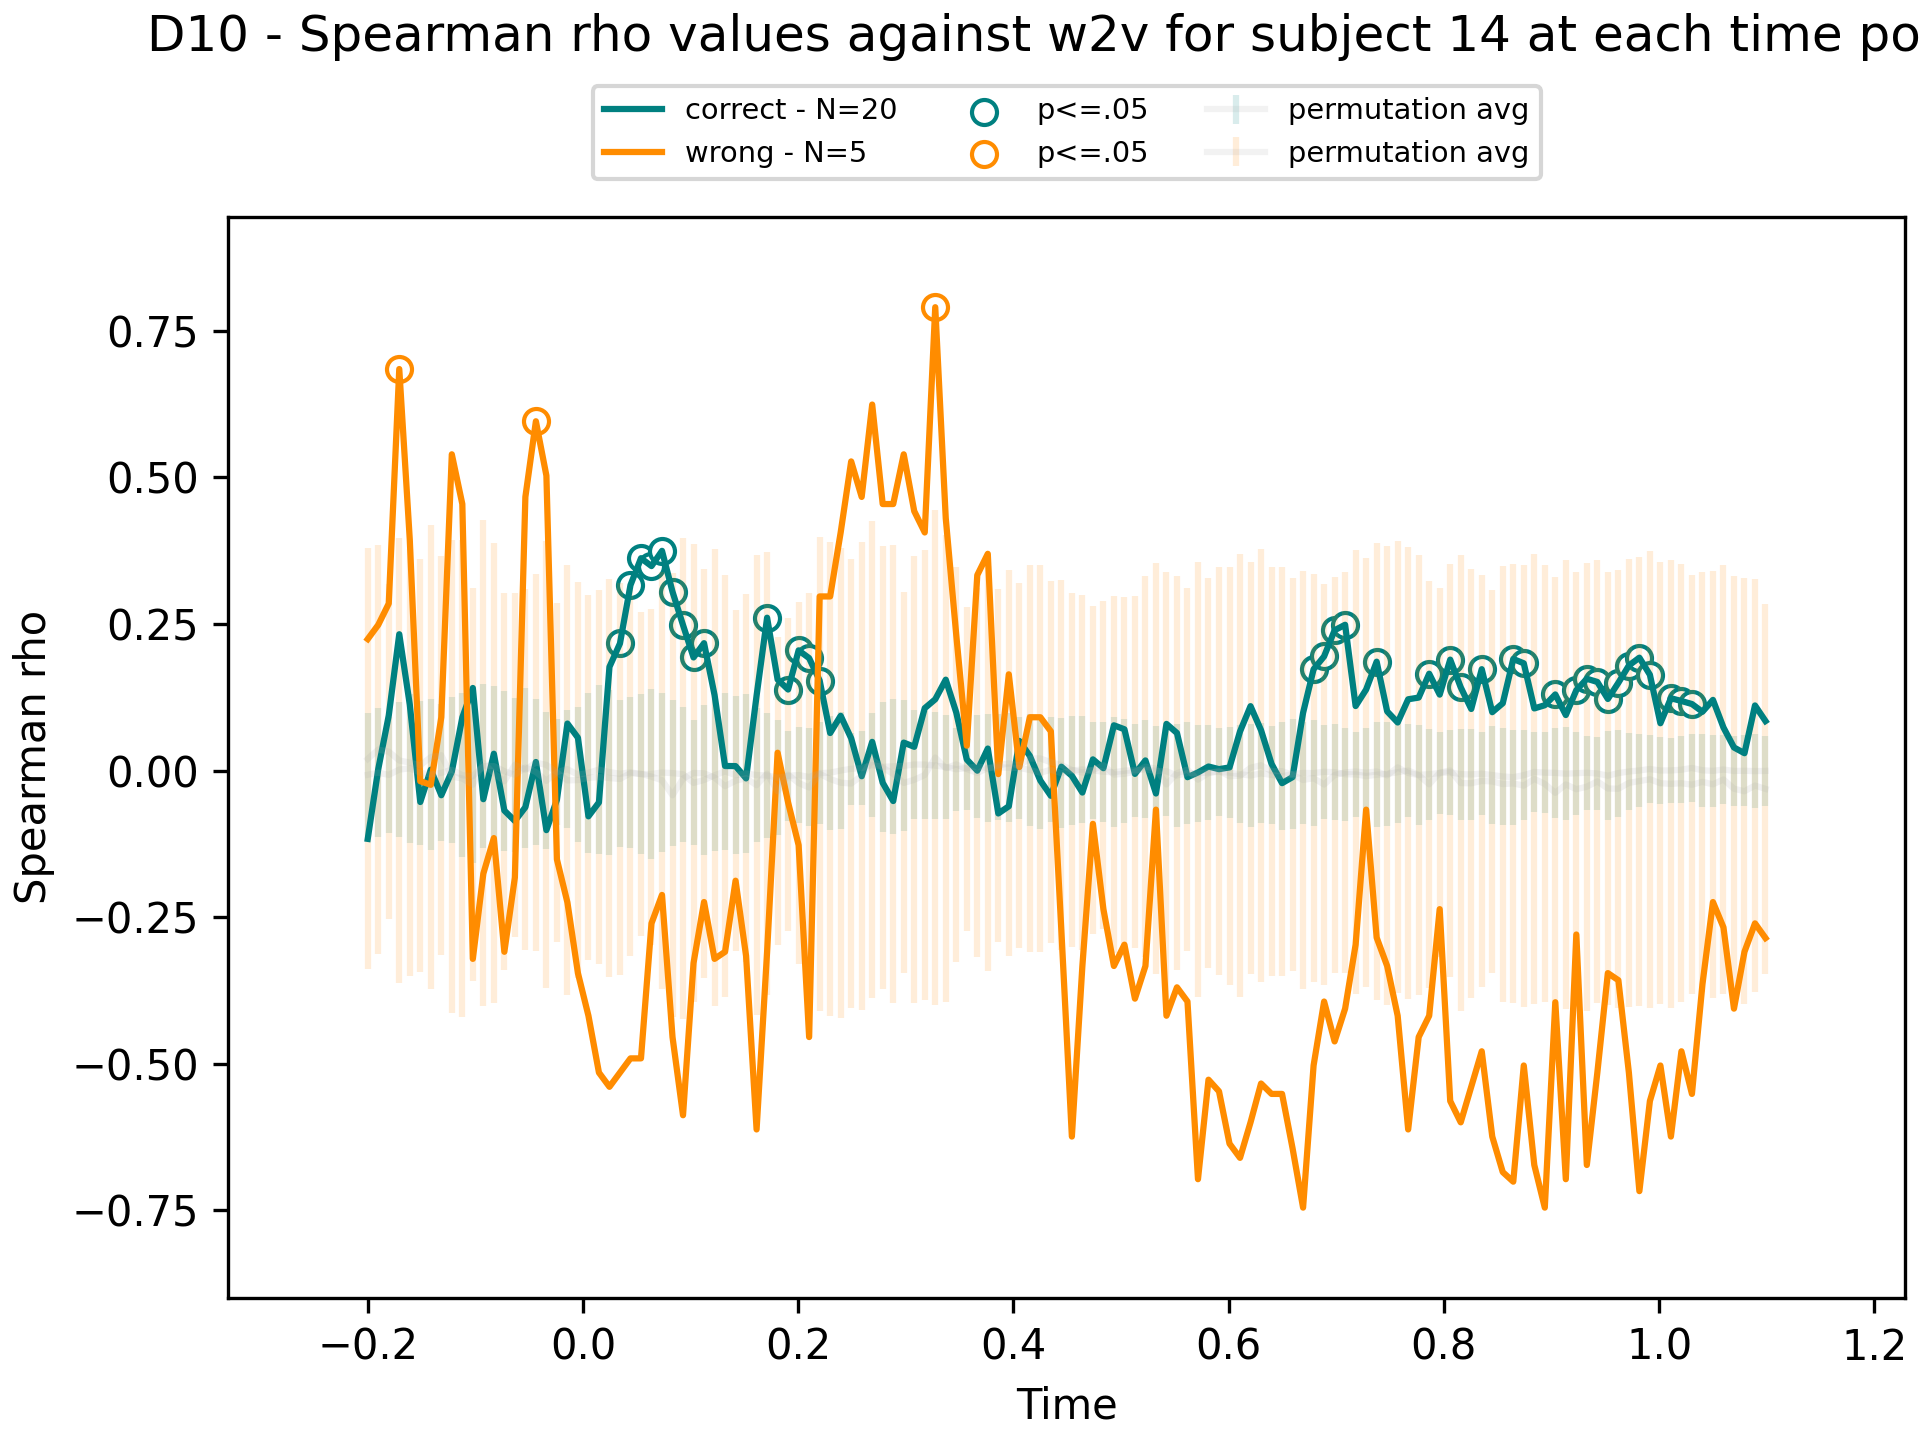 D10 - Spearman rho values against w2v for subject 14 at each time po
correct - N=20 p<=.05 permutation avg
wrong - N=5 p<=.05 permutation avg
Spearman rho
0.75
0.50
0.25
0.00
−0.25
−0.50
−0.75
−0.2 0.0 0.2 0.4 0.6 0.8 1.0 1.2
Time